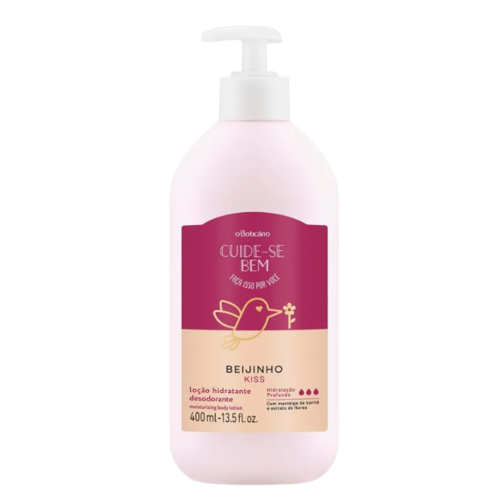 oBoticário
CUIDE-SE
BEM
FAÇA ISSO POR VOCÊ
BEIJINHO
KISS
Loção hidratante
desodorante
moisturizing body lotion
400 ml-13.5 fl. oz.
Hidratação
Profunda
Com manteiga de karité
e extrato de flores